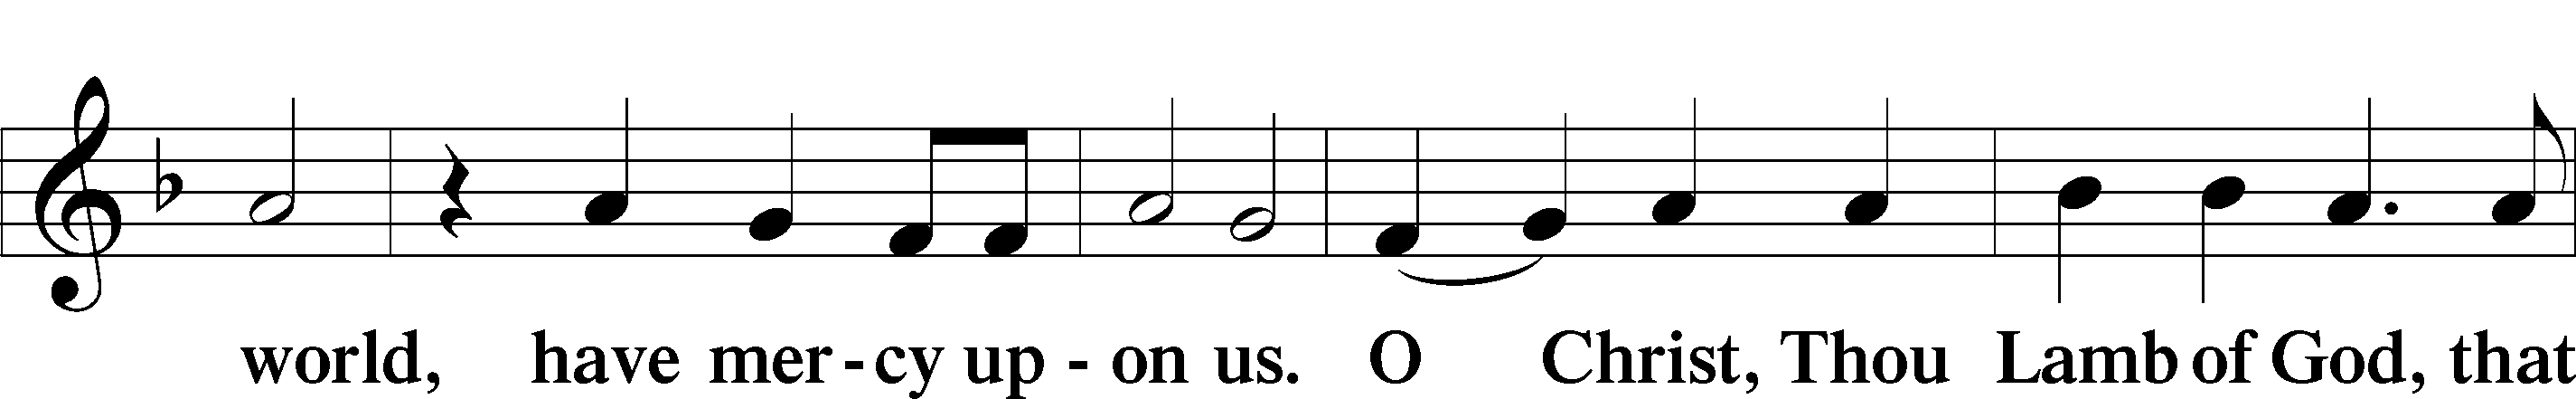 world, have mer - cy up - on us. O Christ, Thou Lamb of God, that